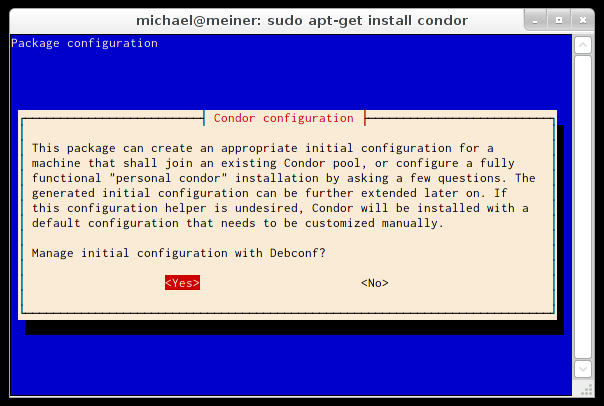 michael@meiner: sudo apt-get install condor
Package configuration
Condor configuration
This package can create an appropriate initial configuration for a
machine that shall join an existing Condor pool, or configure a fully
functional "personal condor" installation by asking a few questions. The
generated initial configuration can be further extended later on. If
this configuration helper is undesired, Condor will be installed with a
default configuration that needs to be customized manually.
Manage initial configuration with Debconf?
<Yes> <No>